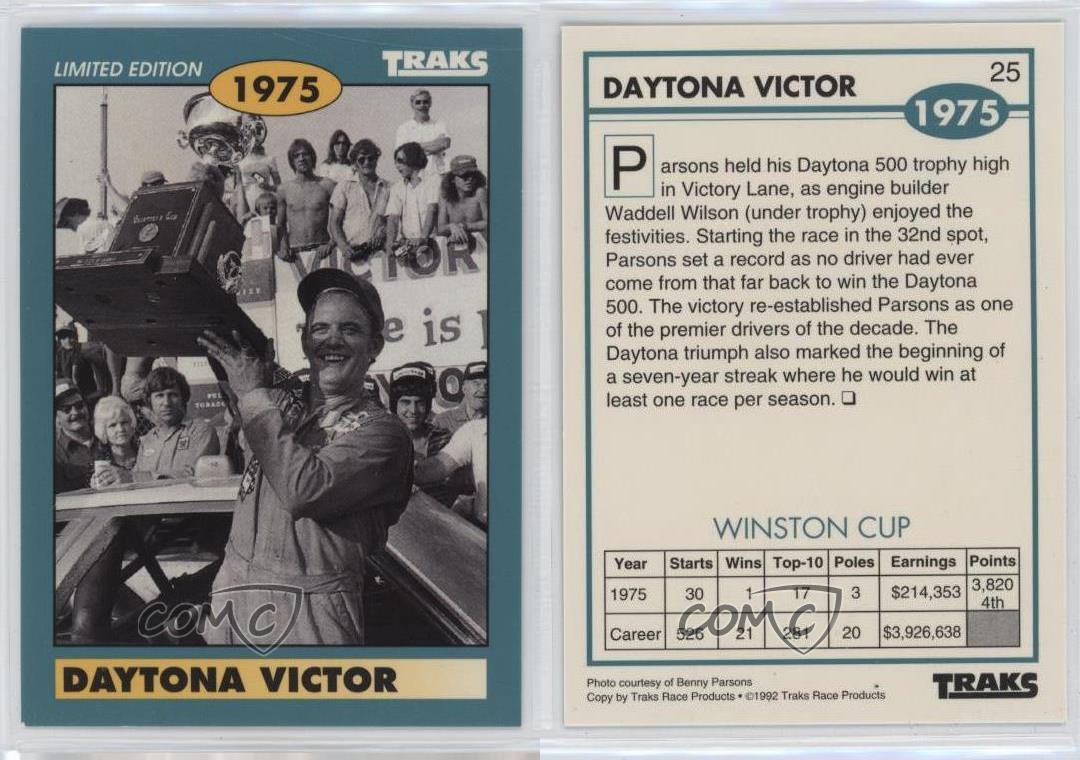 LIMITED EDITION
1975
TRAKS
WINSTON'S CUP
VICTORY
is
DAYTONA VICTOR
COMC
DAYTONA VICTOR
25
1975
Parsons held his Daytona 500 trophy high
in Victory Lane, as engine builder
Waddell Wilson (under trophy) enjoyed the
festivities. Starting the race in the 32nd spot,
Parsons set a record as no driver had ever
come from that far back to win the Daytona
500. The victory re-established Parsons as one
of the premier drivers of the decade. The
Daytona triumph also marked the beginning of
a seven-year streak where he would win at
least one race per season. ❑
WINSTON CUP
Year Starts Wins Top-10 Poles Earnings Points
1975 30 1 17 3 $214,353 3,820 4th
Career 526 21 281 20 $3,926,638
COMC
Photo courtesy of Benny Parsons
Copy by Traks Race Products • ©1992 Traks Race Products
TRAKS